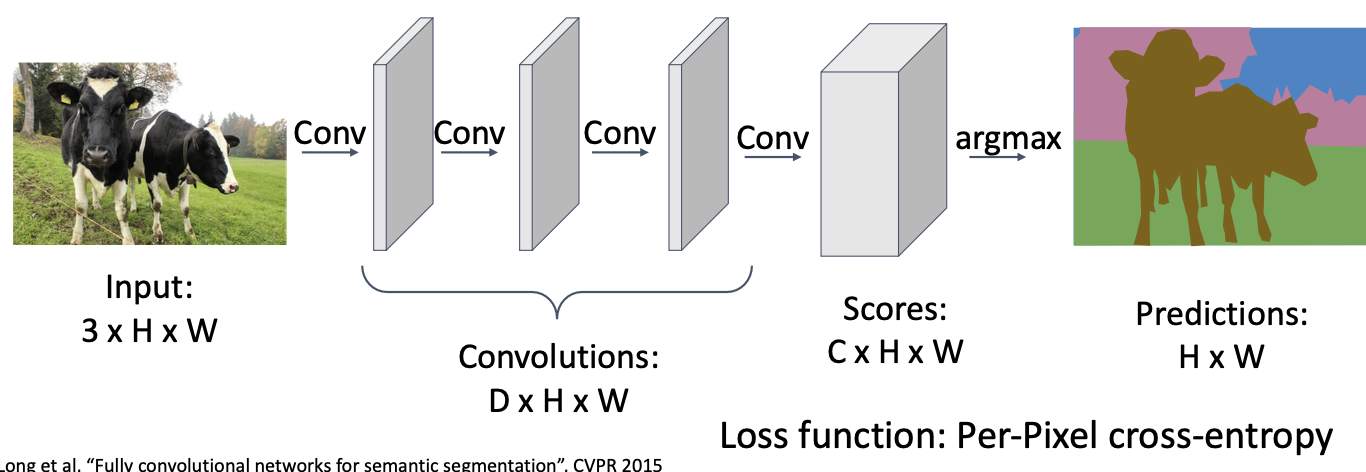 Conv
Conv
Conv
Conv
argmax
Input:
3 x H x W
Convolutions:
D x H x W
Scores:
C x H x W
Predictions:
H x W
Loss function: Per-Pixel cross-entropy
Long et al, “Fully convolutional networks for semantic segmentation”, CVPR 2015